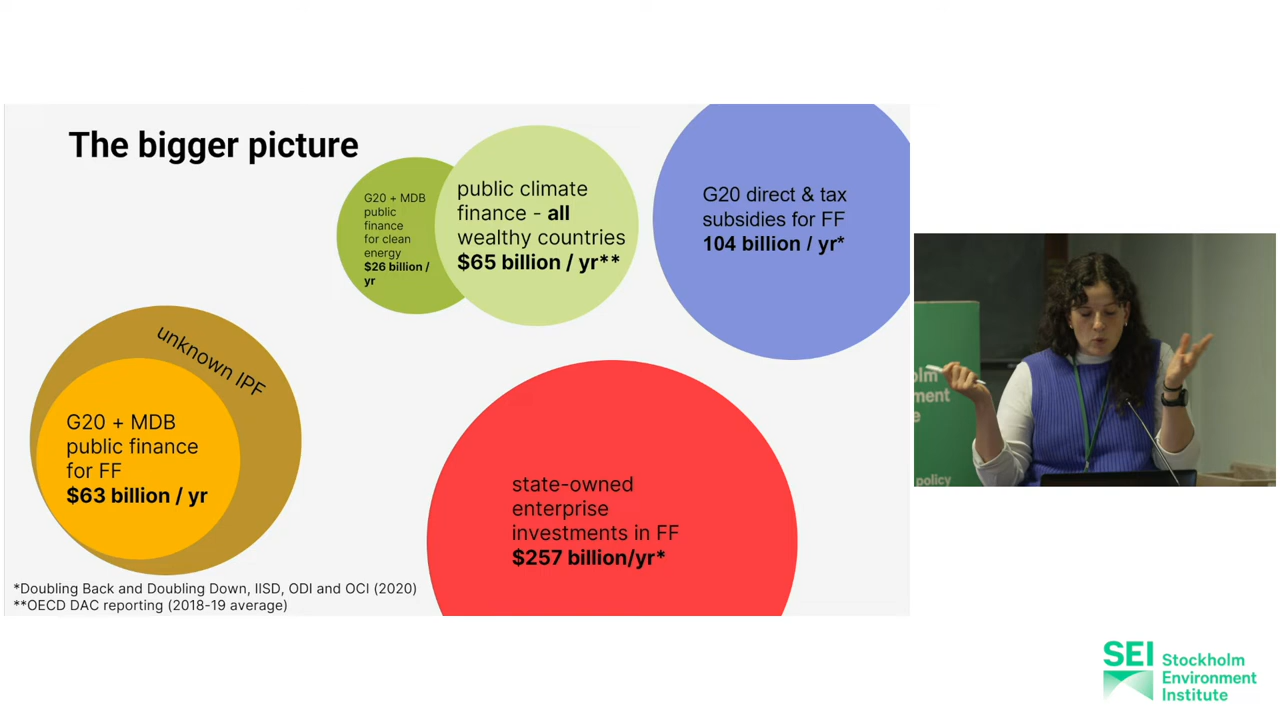 The bigger picture
G20 + MDB
public
finance
for clean
energy
$26 billion /
yr
public climate
finance - all
wealthy countries
$65 billion / yr**
G20 direct & tax
subsidies for FF
104 billion / yr*
unknown IPF
G20 + MDB
public finance
for FF
$63 billion / yr
state-owned
enterprise
investments in FF
$257 billion/yr*
*Doubling Back and Doubling Down, IISD, ODI and OCI (2020)
**OECD DAC reporting (2018-19 average)
policy
SEI Stockholm
Environment
Institute